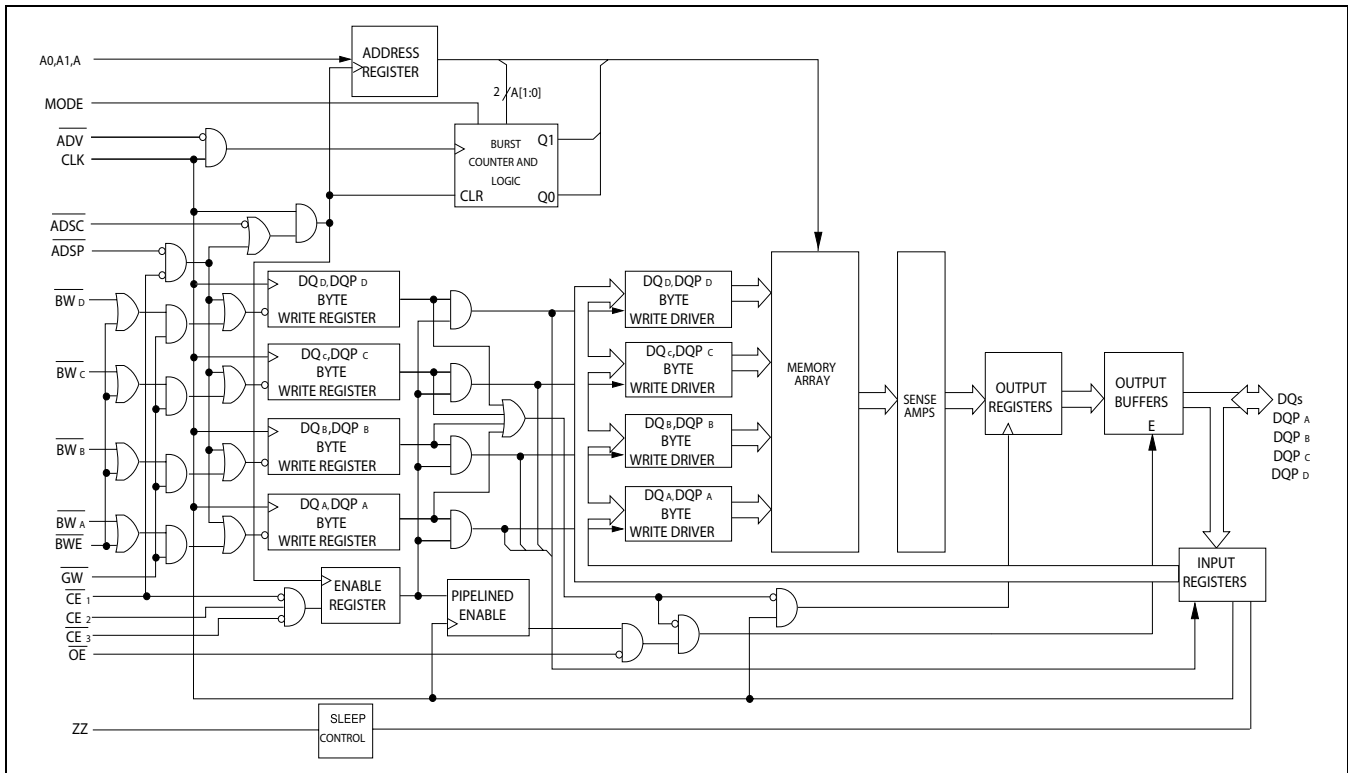 A0,A1,A
ADDRESS
REGISTER
MODE
2 A[1:0]
ADV
CLK
BURST
COUNTER AND
LOGIC
Q1
CLR Q0
ADSC
ADSP
BW D
DQ D, DQP D
BYTE
WRITE REGISTER
DQ D, DQP D
BYTE
WRITE DRIVER
BW C
DQ c, DQP C
BYTE
WRITE REGISTER
DQ c, DQP C
BYTE
WRITE DRIVER
MEMORY
ARRAY
SENSE
AMPS
OUTPUT
REGISTERS
OUTPUT
BUFFERS
E
DQs
DQP A
DQP B
DQP C
DQP D
BW B
DQ B, DQP B
BYTE
WRITE REGISTER
DQ B, DQP B
BYTE
WRITE DRIVER
BW A
BWE
DQ A, DQP A
BYTE
WRITE REGISTER
DQ A, DQP A
BYTE
WRITE DRIVER
GW
CE 1
CE 2
CE 3
OE
ENABLE
REGISTER
PIPELINED
ENABLE
INPUT
REGISTERS
ZZ
SLEEP
CONTROL